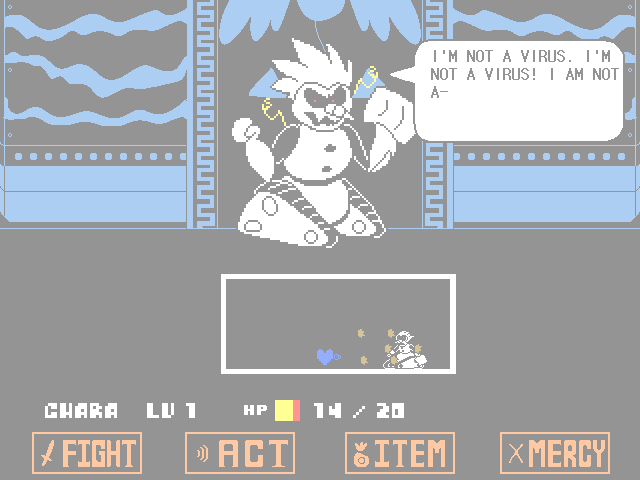 I'M NOT A VIRUS. I'M
NOT A VIRUS! I AM NOT
A-
CHARA LV 1 HP 14 / 20
FIGHT ACT ITEM MERCY